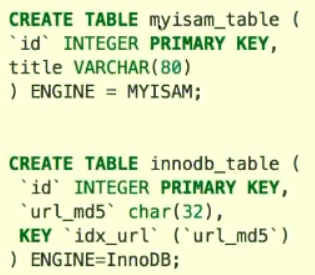 CREATE TABLE myisam_table (
`id` INTEGER PRIMARY KEY,
title VARCHAR(80)
) ENGINE = MYISAM;
CREATE TABLE innodb_table (
`id` INTEGER PRIMARY KEY,
`url_md5` char(32),
KEY `idx_url` (`url_md5`)
) ENGINE=InnoDB;